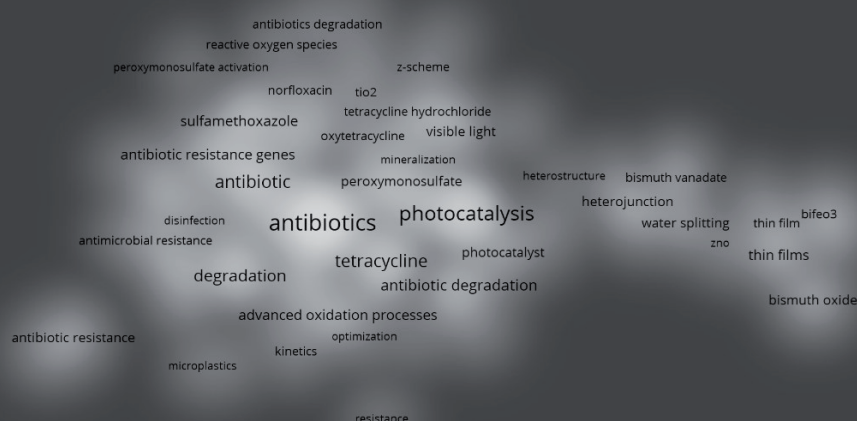 antibiotics degradation
reactive oxygen species
peroxymonosulfate activation
z-scheme
norfloxacin
tio2
tetracycline hydrochloride
sulfamethoxazole
oxytetracycline
visible light
antibiotic resistance genes
mineralization
antibiotic
peroxymonosulfate
heterostructure
bismuth vanadate
heterojunction
antibiotics
photocatalysis
disinfection
water splitting
thin film
bifeo3
antimicrobial resistance
zno
tetracycline
photocatalyst
thin films
degradation
antibiotic degradation
bismuth oxide
advanced oxidation processes
antibiotic resistance
optimization
kinetics
microplastics
resistance